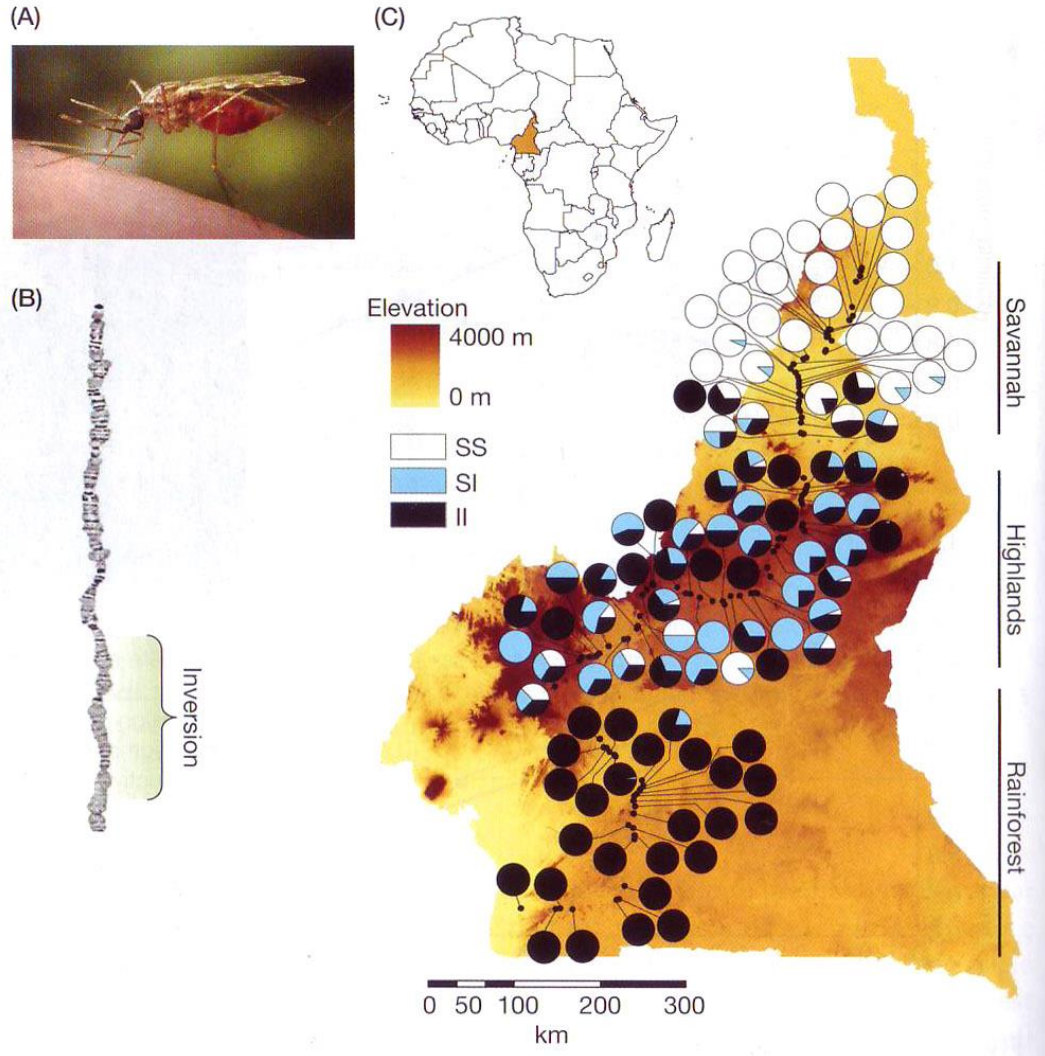 (A)
(C)
(B)
Inversion
Elevation
4000 m
0 m
SS
SI
II
Savannah
Highlands
Rainforest
0 50 100 200 300
km